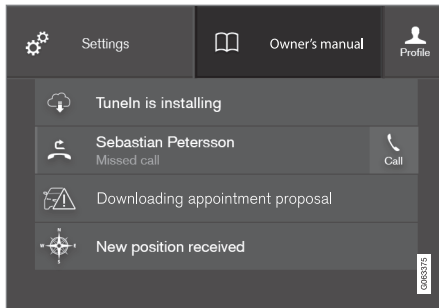 Settings
Owner's manual
Profile
TuneIn is installing
Sebastian Petersson
Missed call
Call
Downloading appointment proposal
New position received
G063375